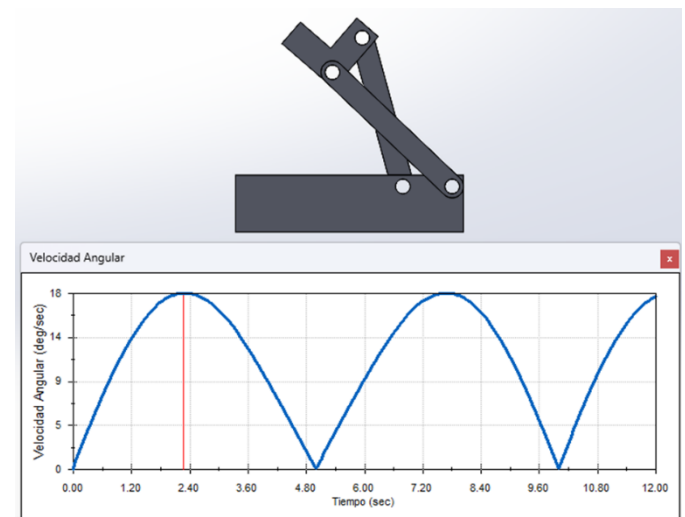 Velocidad Angular x
Velocidad Angular (deg/sec)
18
14
9
5
0
0.00 1.20 2.40 3.60 4.80 6.00 7.20 8.40 9.60 10.80 12.00
Tiempo (sec)